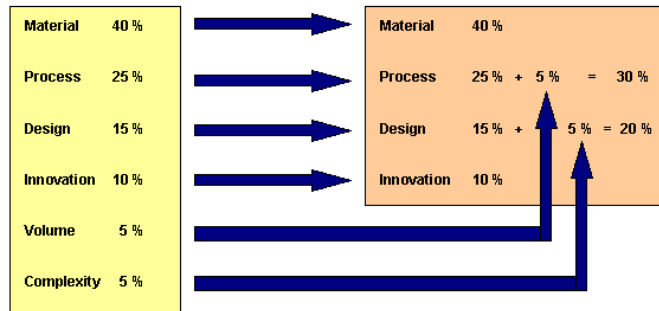 Material 40 %
Process 25 %
Design 15 %
Innovation 10 %
Volume 5 %
Complexity 5 %
Material 40 %
Process 25 % + 5 % = 30 %
Design 15 % + 5 % = 20 %
Innovation 10 %